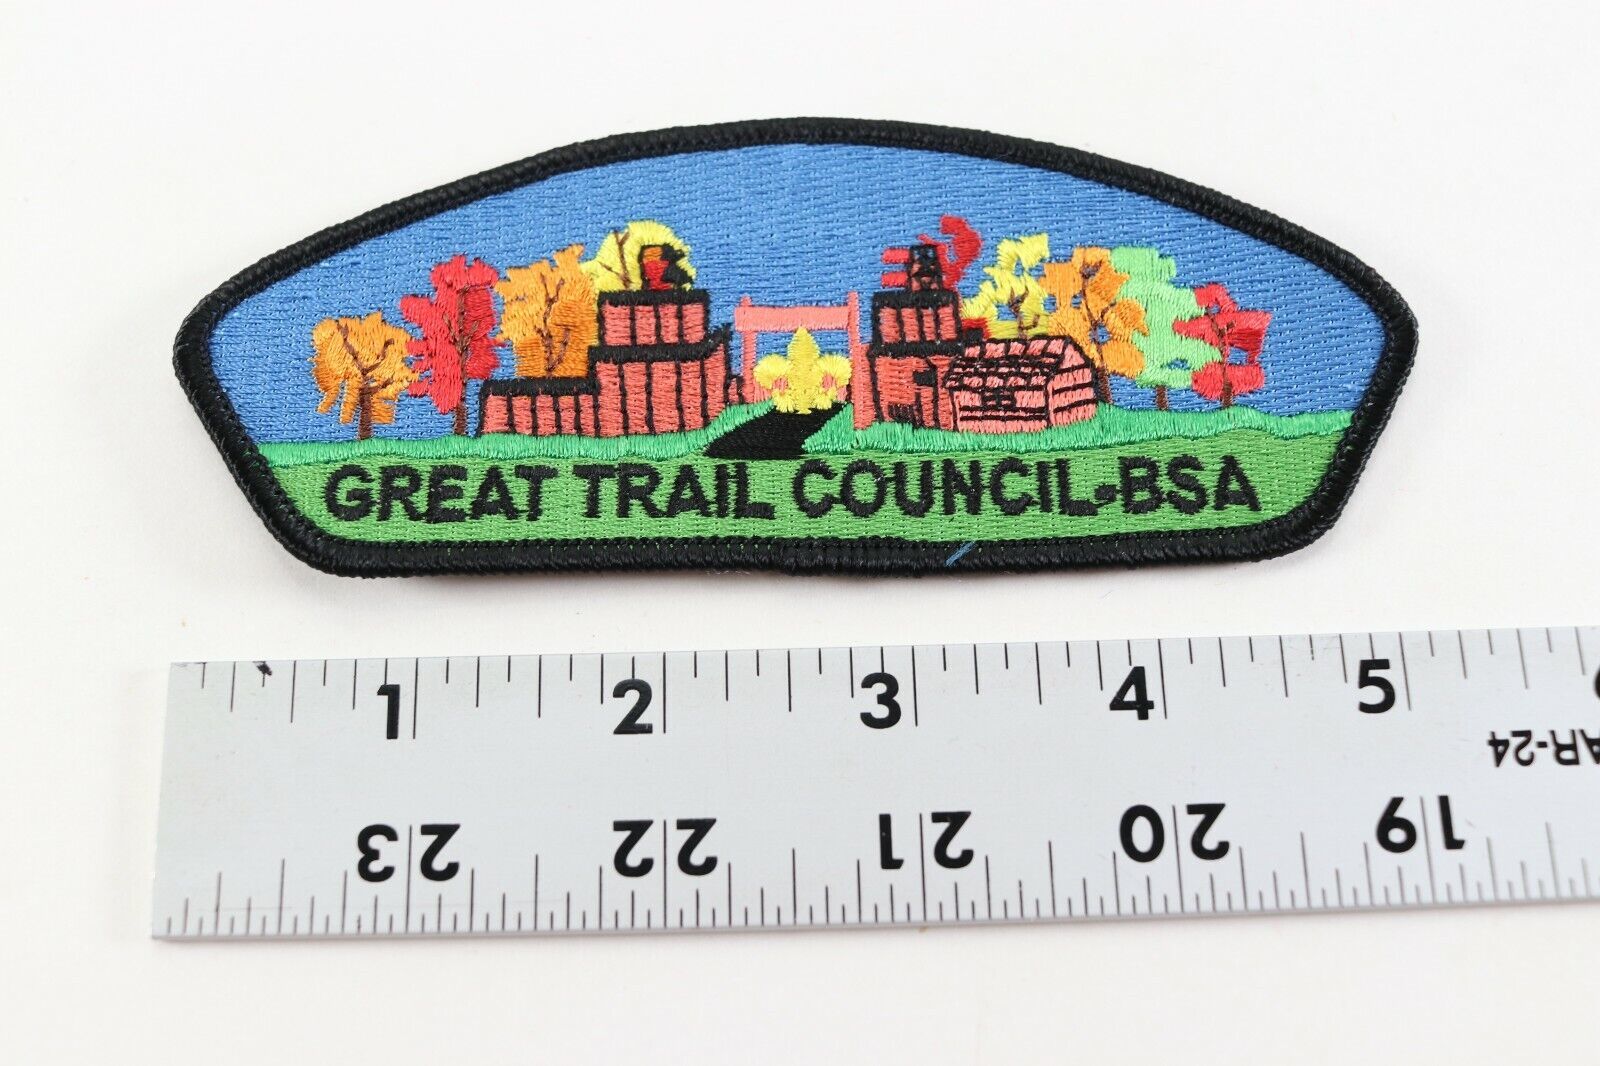 GREAT TRAIL COUNCIL-BSA
1 2 3 4 5
AR-24
23 22 21 20 19